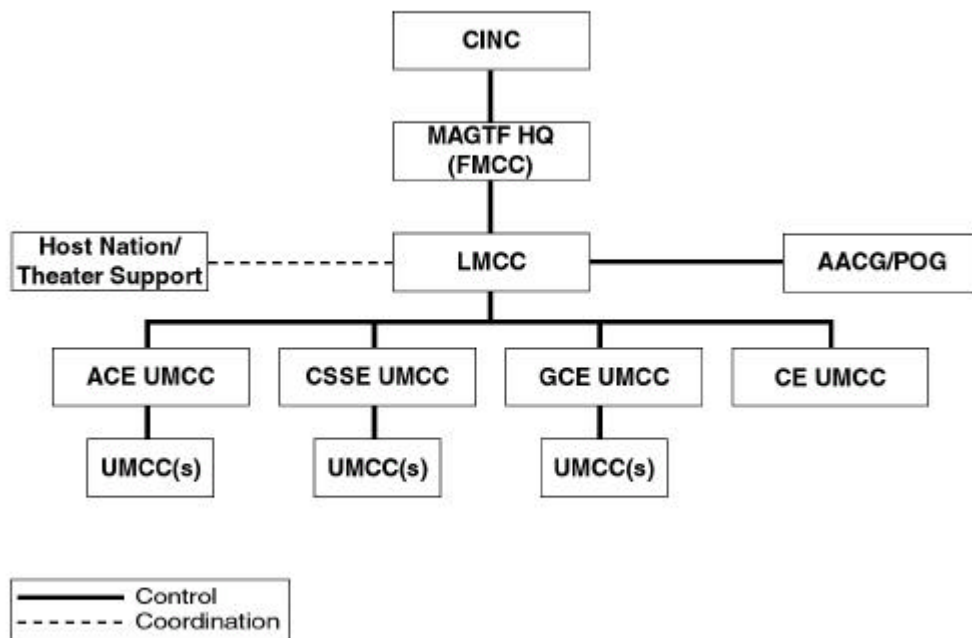 CINC
MAGTF HQ
(FMCC)
Host Nation/
Theater Support
LMCC
AACG/POG
ACE UMCC
CSSE UMCC
GCE UMCC
CE UMCC
UMCC(s)
UMCC(s)
UMCC(s)
Control
Coordination